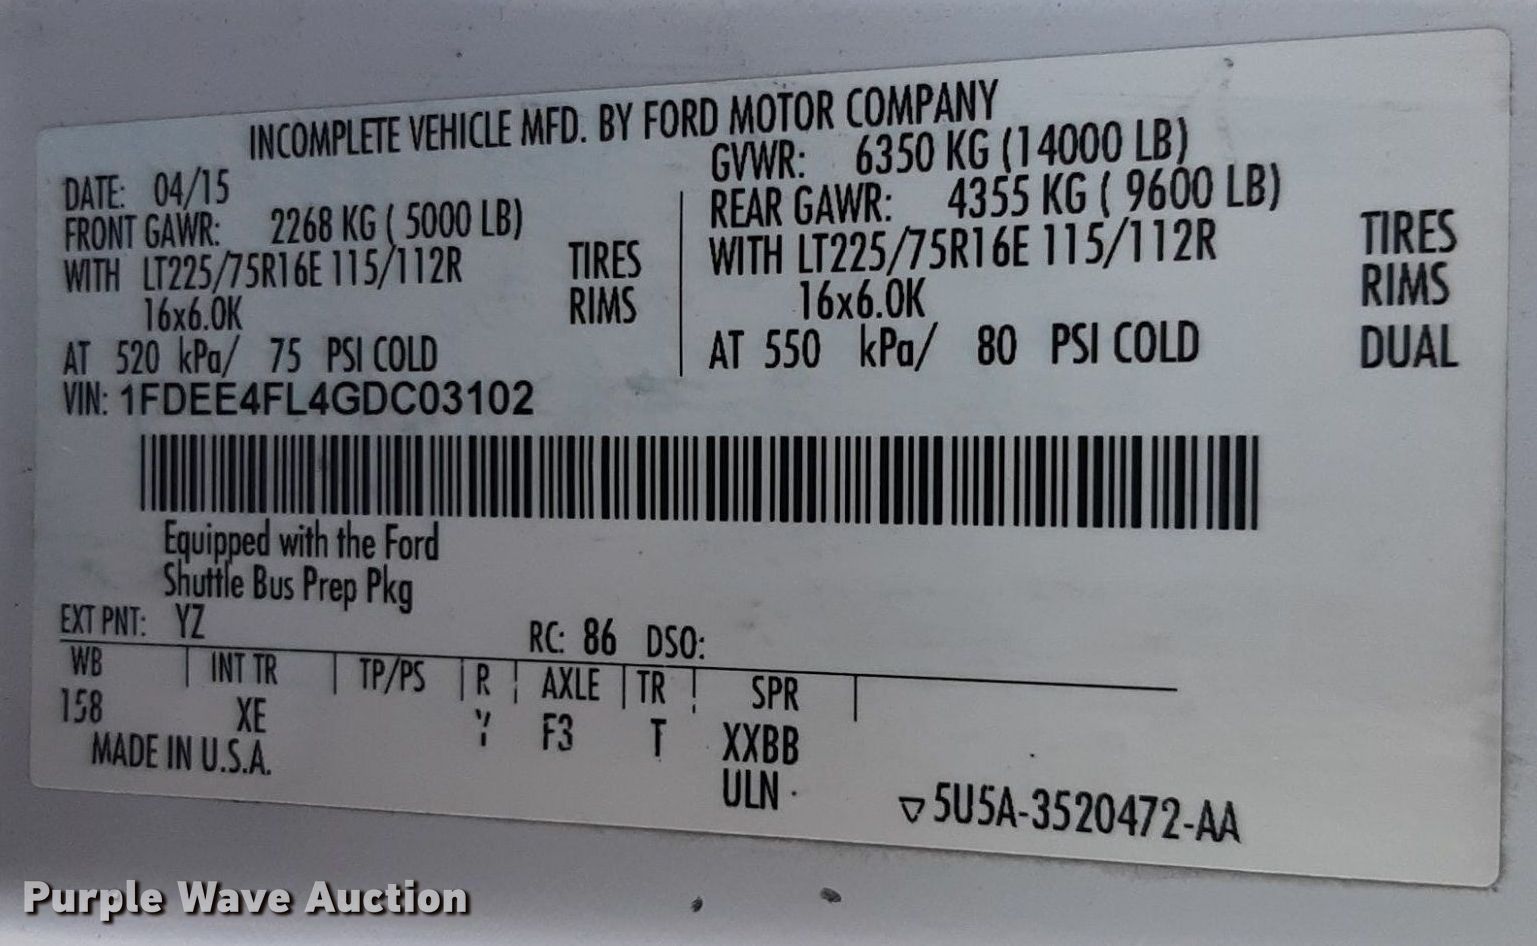 INCOMPLETE VEHICLE MFD. BY FORD MOTOR COMPANY
DATE: 04/15
GVWR: 6350 KG (14000 LB)
FRONT GAWR: 2268 KG ( 5000 LB)
REAR GAWR: 4355 KG ( 9600 LB)
WITH LT225/75R16E 115/112R TIRES
WITH LT225/75R16E 115/112R TIRES
16x6.0K RIMS
16x6.0K RIMS
AT 520 kPa/ 75 PSI COLD
AT 550 kPa/ 80 PSI COLD DUAL
VIN: 1FDEE4FL4GDC03102
Equipped with the Ford
Shuttle Bus Prep Pkg
EXT PNT: YZ RC: 86 DSO:
WB INT TR TP/PS R AXLE TR SPR
158 XE Y F3 T XXBB
MADE IN U.S.A. ULN
▽5U5A-3520472-AA
Purple Wave Auction